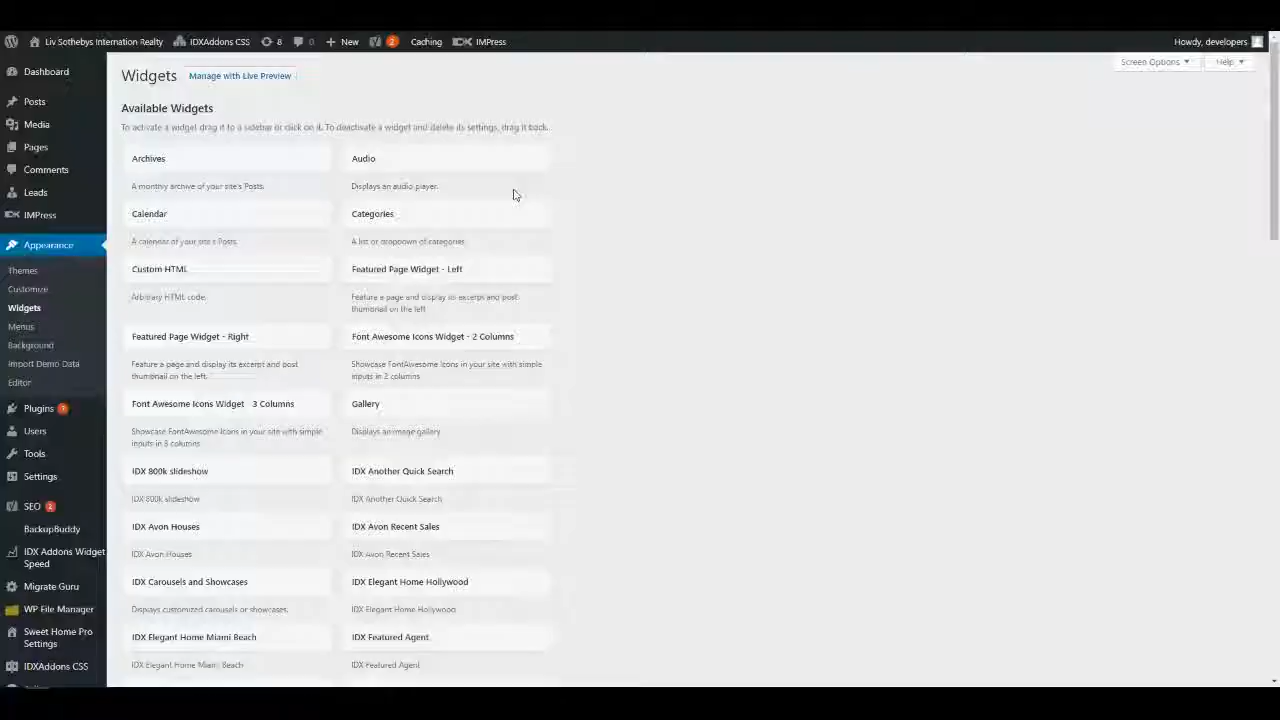 Liv Sothebys Internation Realty IDXAddons CSS 8 0 New 2 Caching IMPress Howdy, developers
Screen Options Help
Dashboard
Posts
Media
Pages
Comments
Leads
IMPress
Appearance
Themes
Customize
Widgets
Menus
Background
Import Demo Data
Editor
Plugins 1
Users
Tools
Settings
SEO 2
BackupBuddy
IDX Addons Widget
Speed
Migrate Guru
WP File Manager
Sweet Home Pro
Settings
IDXAddons CSS
Widgets Manage with Live Preview
Available Widgets
To activate a widget drag it to a sidebar or click on it. To deactivate a widget and delete its settings, drag it back.
Archives
A monthly archive of your site's Posts.
Audio
Displays an audio player.
Calendar
A calendar of your site's Posts.
Categories
A list or dropdown of categories.
Custom HTML
Arbitrary HTML code.
Featured Page Widget - Left
Feature a page and display its excerpt and post
thumbnail on the left
Featured Page Widget - Right
Feature a page and display its excerpt and post
thumbnail on the left.
Font Awesome Icons Widget - 2 Columns
Showcase FontAwesome Icons in your site with simple
inputs in 2 columns
Font Awesome Icons Widget 3 Columns
Showcase FontAwesome Icons in your site with simple
inputs in 3 columns
Gallery
Displays an image gallery.
IDX 800k slideshow
IDX 800k slideshow
IDX Another Quick Search
IDX Another Quick Search
IDX Avon Houses
IDX Avon Houses
IDX Avon Recent Sales
IDX Avon Recent Sales
IDX Carousels and Showcases
Displays customized carousels or showcases.
IDX Elegant Home Hollywood
IDX Elegant Home Hollywood
IDX Elegant Home Miami Beach
IDX Elegant Home Miami Beach
IDX Featured Agent
IDX Featured Agent